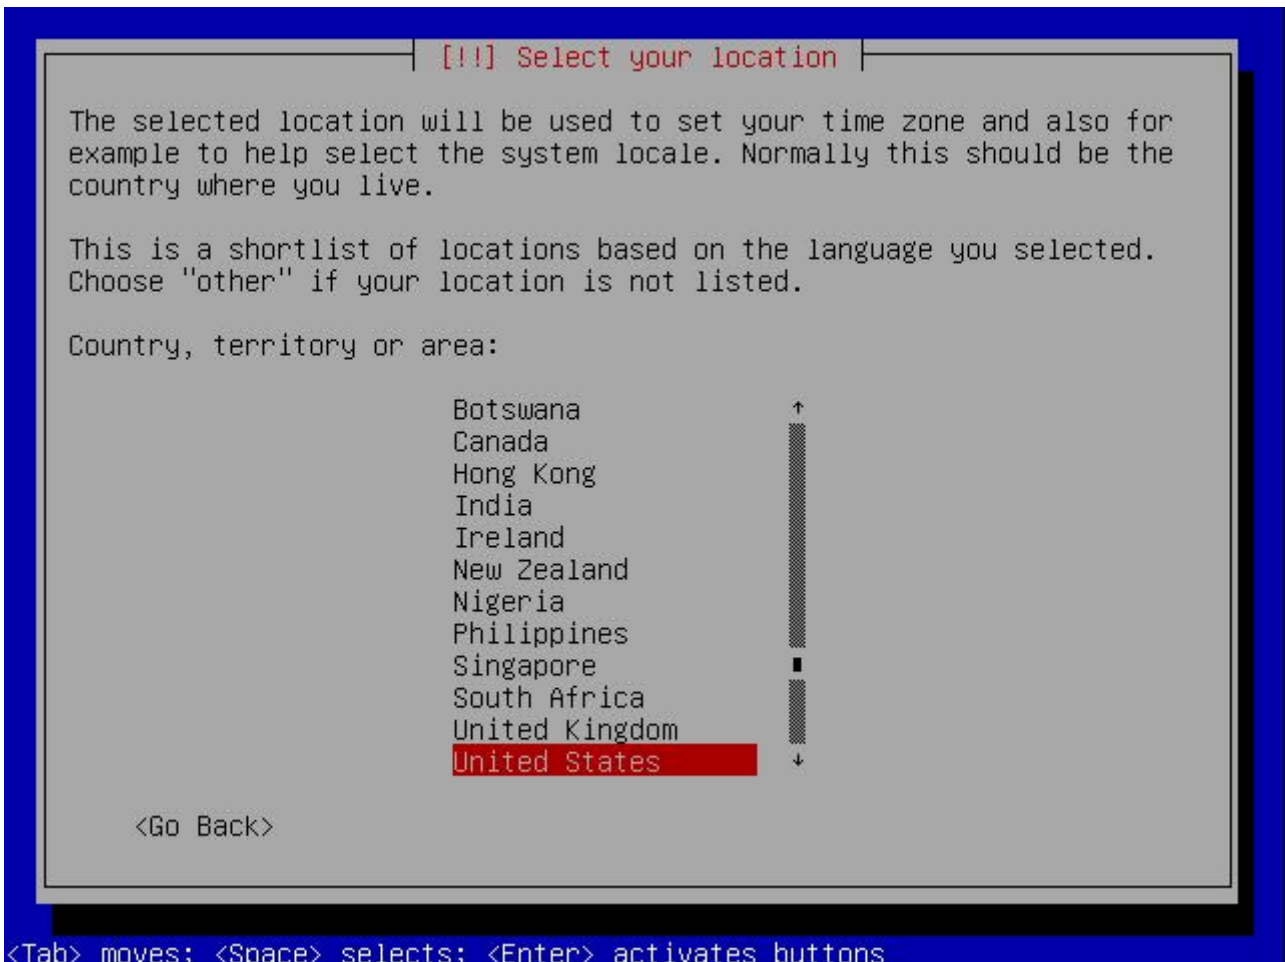 [!!] Select your location
The selected location will be used to set your time zone and also for
example to help select the system locale. Normally this should be the
country where you live.
This is a shortlist of locations based on the language you selected.
Choose "other" if your location is not listed.
Country, territory or area:
Botswana
Canada
Hong Kong
India
Ireland
New Zealand
Nigeria
Philippines
Singapore
South Africa
United Kingdom
United States
<Go Back>
<Tab> moves; <Space> selects; <Enter> activates buttons